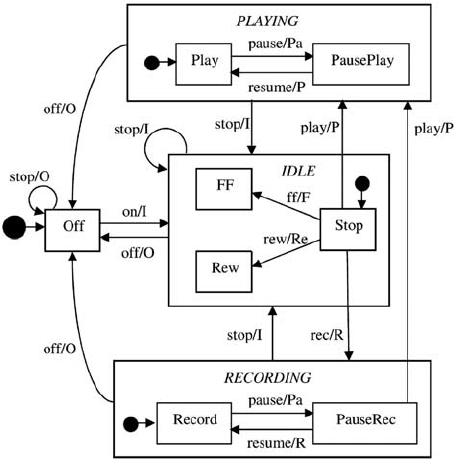 PLAYING
pause/Pa
Play
PausePlay
resume/P
off/O
stop/I
stop/I
play/P
play/P
IDLE
stop/O
FF
ff/F
Off
on/I
Stop
off/O
rew/Re
Rew
off/O
stop/I
rec/R
RECORDING
pause/Pa
Record
PauseRec
resume/R